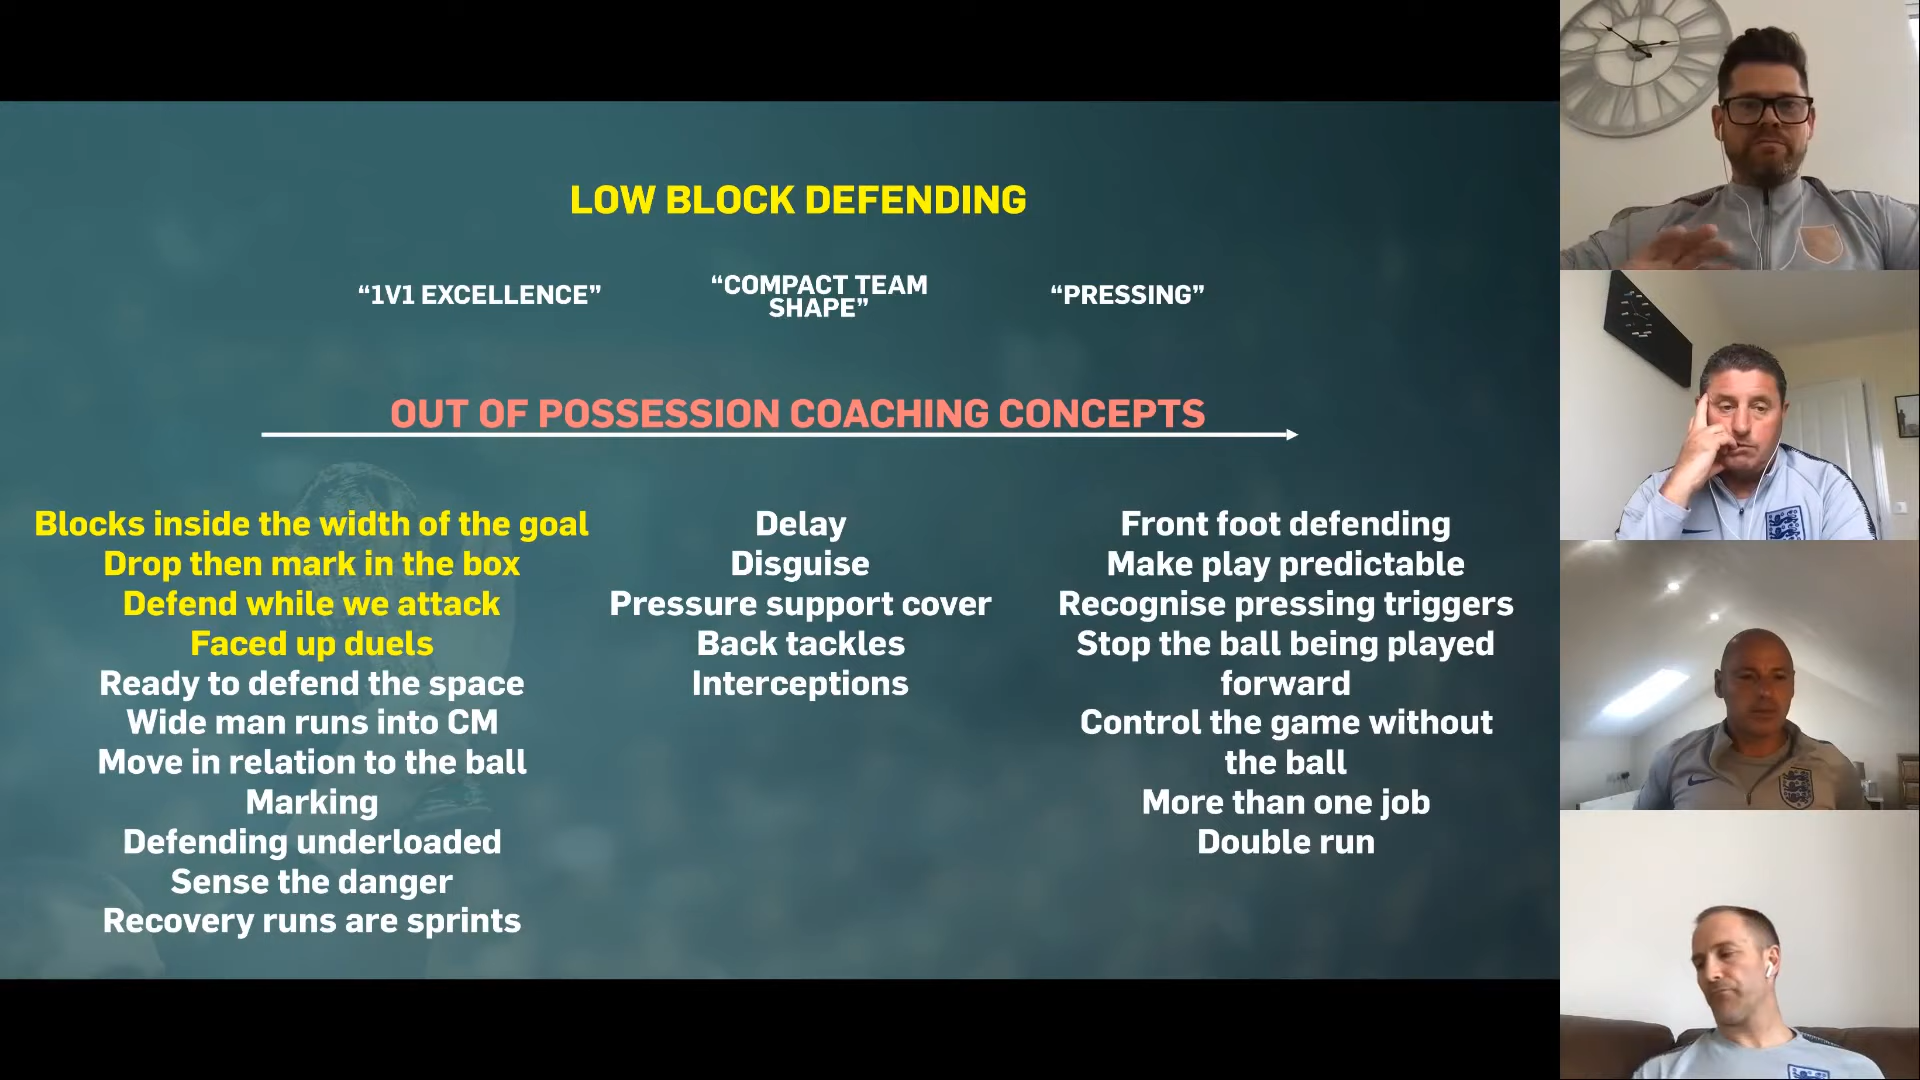 LOW BLOCK DEFENDING
“1V1 EXCELLENCE”
“COMPACT TEAM
SHAPE”
“PRESSING”
OUT OF POSSESSION COACHING CONCEPTS
Blocks inside the width of the goal
Drop then mark in the box
Defend while we attack
Faced up duels
Ready to defend the space
Wide man runs into CM
Move in relation to the ball
Marking
Defending underloaded
Sense the danger
Recovery runs are sprints
Delay
Disguise
Pressure support cover
Back tackles
Interceptions
Front foot defending
Make play predictable
Recognise pressing triggers
Stop the ball being played
forward
Control the game without
the ball
More than one job
Double run